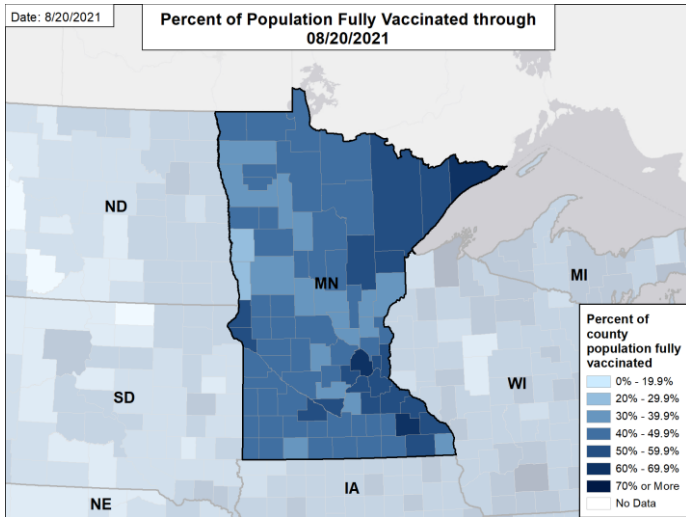 Date: 8/20/2021
Percent of Population Fully Vaccinated through
08/20/2021
ND
MN
MI
SD
WI
NE
IA
Percent of
county
population fully
vaccinated
0% - 19.9%
20% - 29.9%
30% - 39.9%
40% - 49.9%
50% - 59.9%
60% - 69.9%
70% or More
No Data